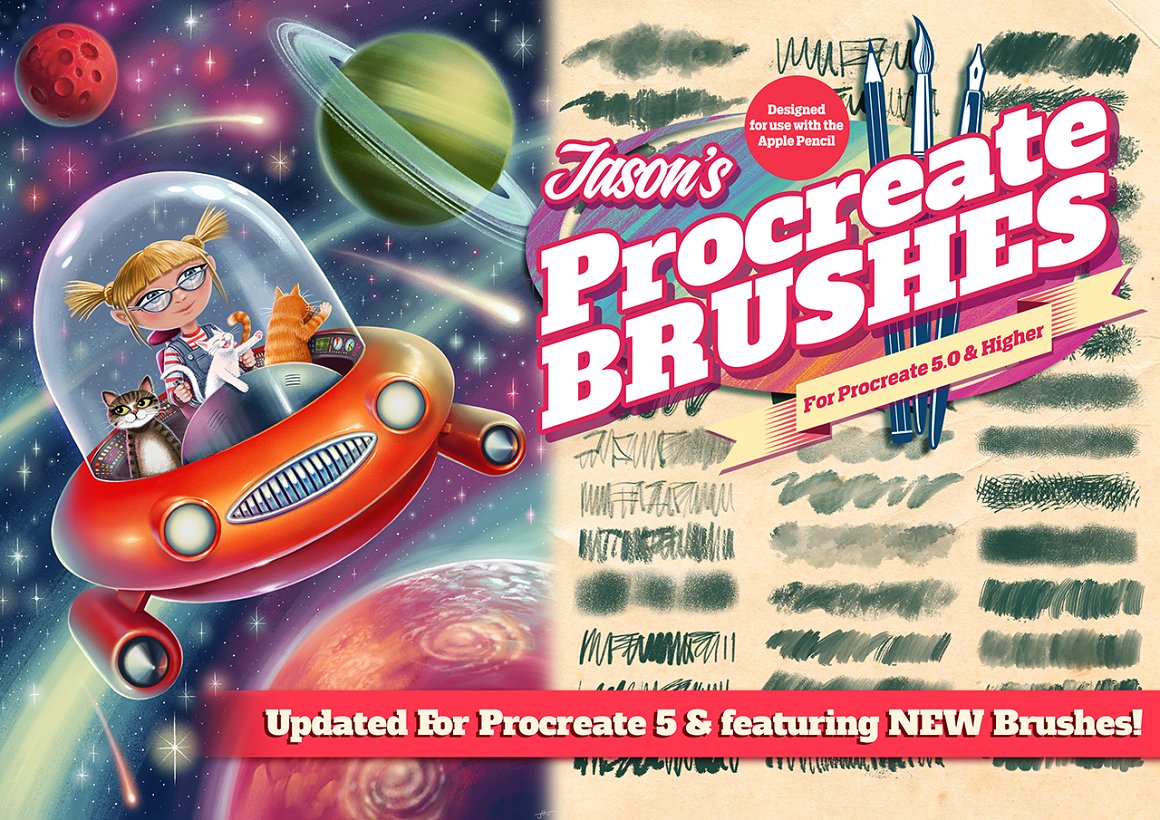 Designed
for use with the
Apple Pencil
Jason's
Procreate
BRUSHES
For Procreate 5.0 & Higher
Updated For Procreate 5 & featuring NEW Brushes!